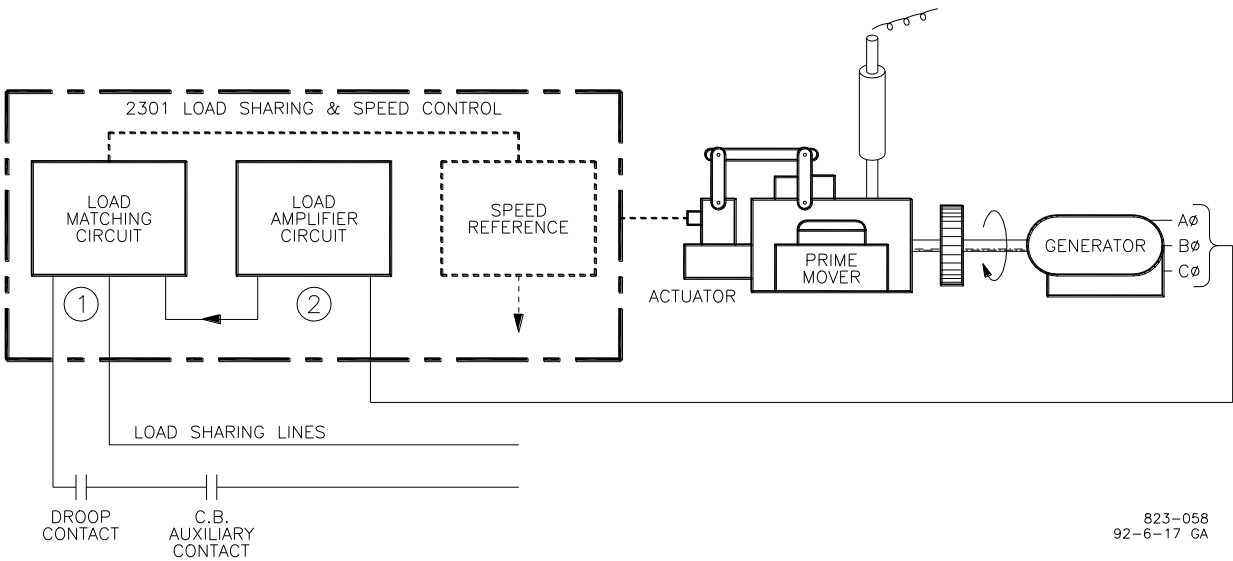 2301 LOAD SHARING & SPEED CONTROL
LOAD
MATCHING
CIRCUIT
LOAD
AMPLIFIER
CIRCUIT
SPEED
REFERENCE
1
2
ACTUATOR
PRIME
MOVER
GENERATOR
AØ
BØ
CØ
LOAD SHARING LINES
DROOP
CONTACT
C.B.
AUXILIARY
CONTACT
823-058
92-6-17 GA